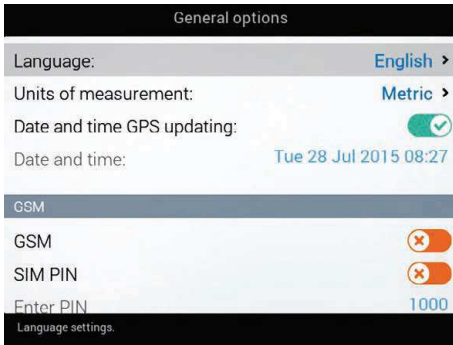 General options
Language: English >
Units of measurement: Metric >
Date and time GPS updating:
Date and time: Tue 28 Jul 2015 08:27
GSM
GSM
SIM PIN
Enter PIN 1000
Language settings.